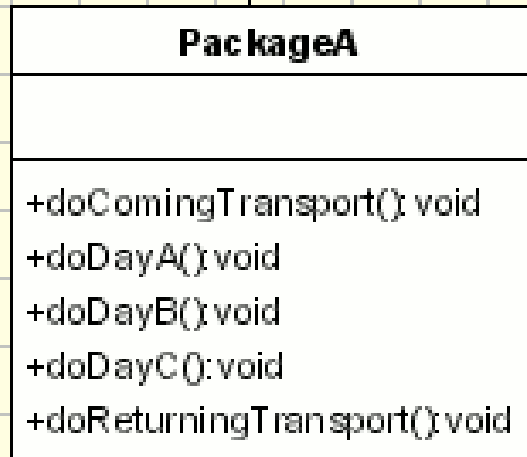 PackageA
+doComingTransport(): void
+doDayA():void
+doDayB():void
+doDayC():void
+doReturningTransport():void